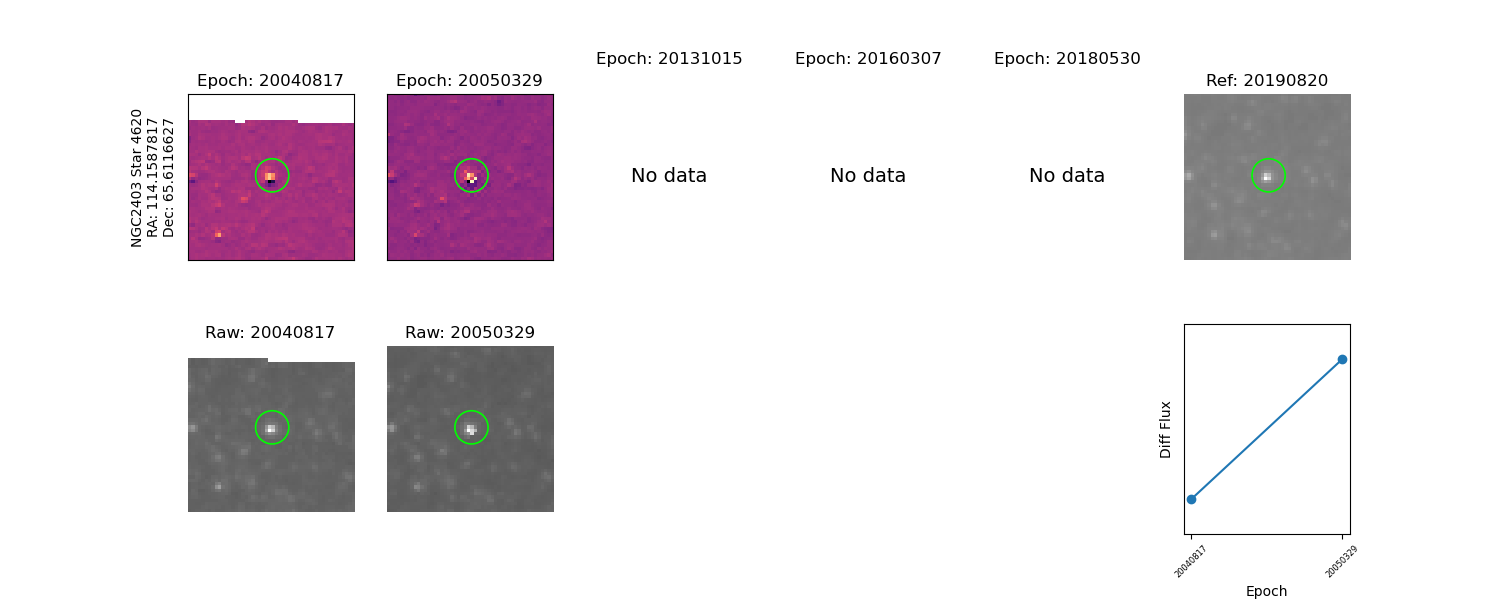 Epoch: 20040817
Epoch: 20050329
Epoch: 20131015
Epoch: 20160307
Epoch: 20180530
Ref: 20190820
NGC2403 Star 4620
RA: 114.1587817
Dec: 65.6116627
No data
No data
No data
Raw: 20040817
Raw: 20050329
Diff Flux
20040817
20050329
Epoch